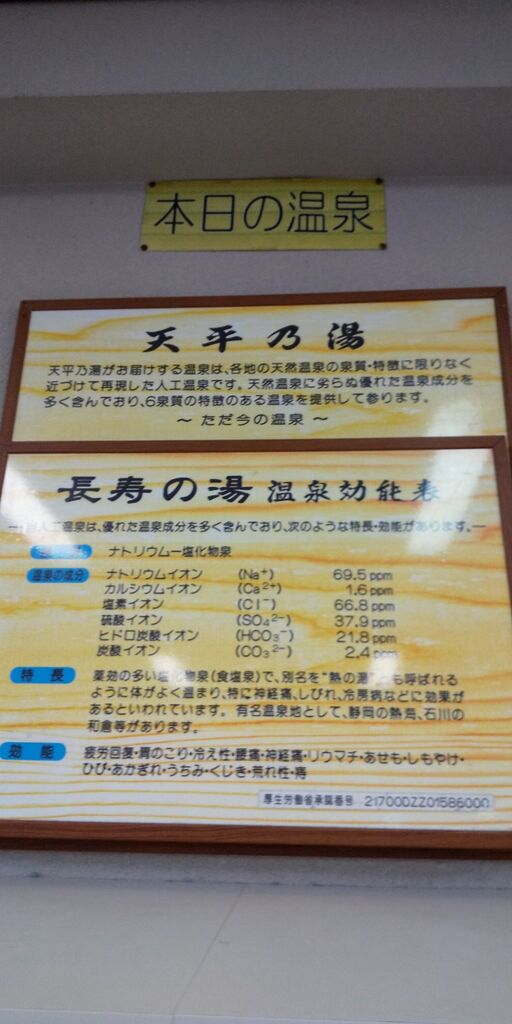 本日の温泉
天平乃湯
天平乃湯がお届けする温泉は、各地の天然温泉の泉質・特徴に限りなく
近づけて再現した人工温泉です。天然温泉に劣らぬ優れた温泉成分を
多く含んでおり、6泉質の特徴のある温泉を提供して参ります。
～ ただ今の温泉 ～
長寿の湯 温泉効能表
人工温泉は、優れた温泉成分を多く含んでおり、次のような特長・効能があります。
ナトリウム－塩化物泉
温泉の成分 ナトリウムイオン (Na⁺) 69.5 ppm
カルシウムイオン (Ca²⁺) 1.6 ppm
塩素イオン (Cl⁻) 66.8 ppm
硫酸イオン (SO₄²⁻) 37.9 ppm
ヒドロ炭酸イオン (HCO₃⁻) 21.8 ppm
炭酸イオン (CO₃²⁻) 2.4 ppm
特長 薬効の多い塩化物泉(食塩泉)で、別名を"熱の湯"とも呼ばれる
ように体がよく温まり、特に神経痛、しびれ、冷房病などに効果が
あるといわれています。有名温泉地として、静岡の熱海、石川の
和倉等があります。
効能 疲労回復・肩のこり・冷え性・腰痛・神経痛・リウマチ・あせも・しもやけ・
ひび・あかぎれ・うちみ・くじき・荒れ性・痔
厚生労働省承認番号 21700DZZ01586000